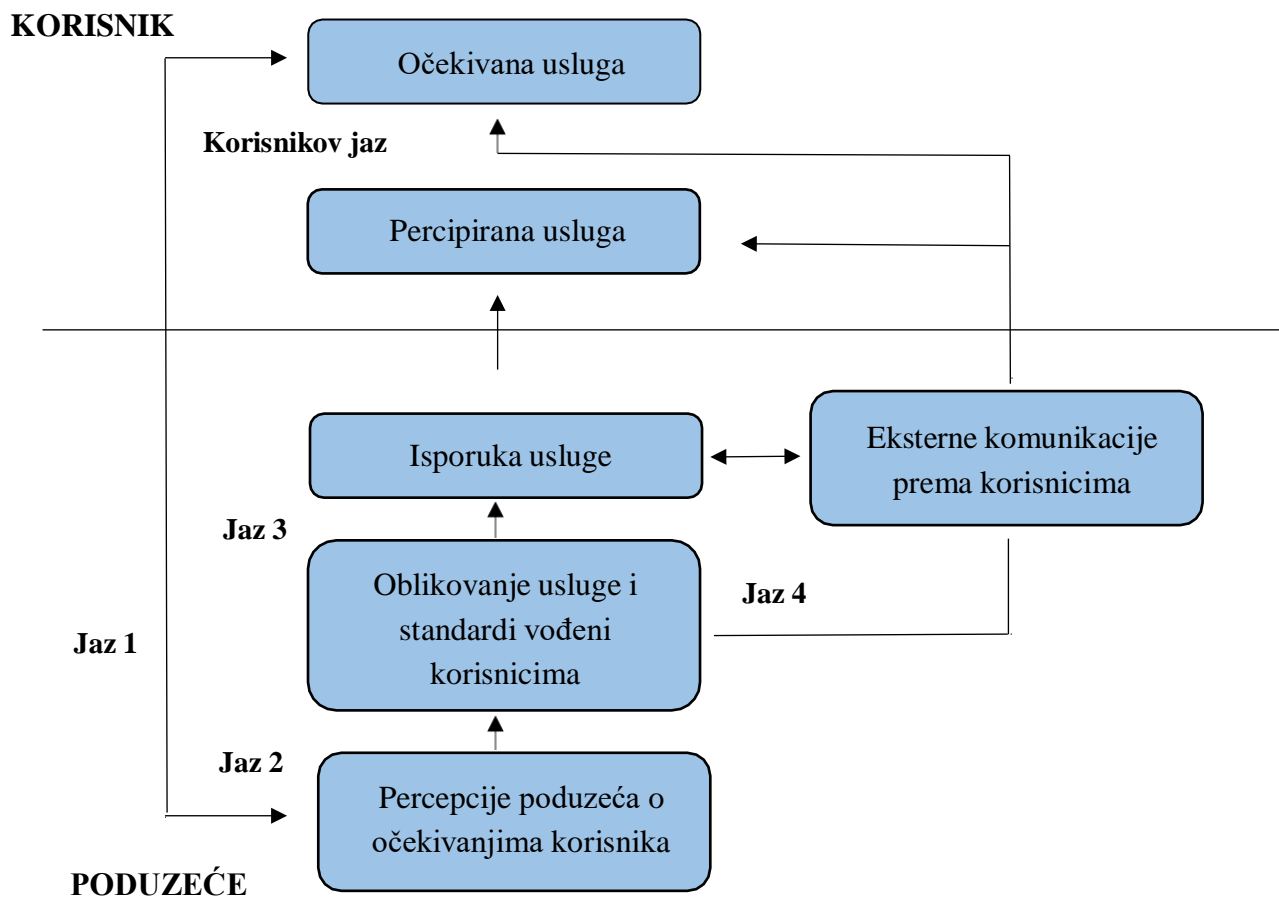 KORISNIK
Očekivana usluga
Korisnikov jaz
Percipirana usluga
Isporuka usluge
Eksterne komunikacije
prema korisnicima
Jaz 3
Oblikovanje usluge i
standardi vođeni
korisnicima
Jaz 4
Jaz 1
Jaz 2
Percepcije poduzeća o
očekivanjima korisnika
PODUZEĆE